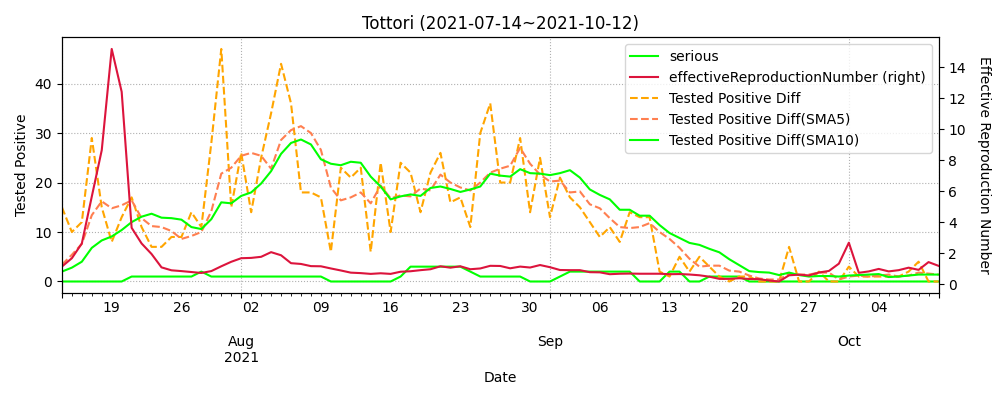 Tottori (2021-07-14~2021-10-12)
serious
effectiveReproductionNumber (right)
Tested Positive Diff
Tested Positive Diff(SMA5)
Tested Positive Diff(SMA10)
Tested Positive
40
30
20
10
0
14
12
10
8
6
4
2
0
Effective Reproduction Number
19 26 02 09 16 23 30 06 13 20 27 04
Aug Sep Oct
2021
Date